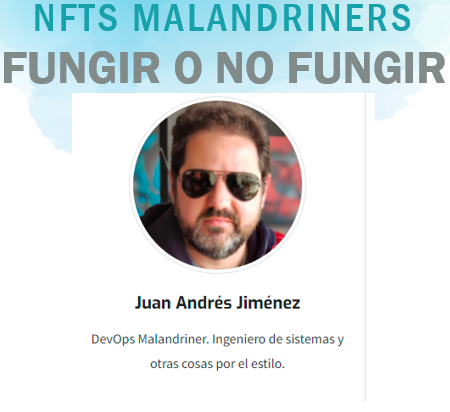 NFTS MALANDRINERS
FUNGIR O NO FUNGIR
Juan Andrés Jiménez
DevOps Malandriner. Ingeniero de sistemas y
otras cosas por el estilo.